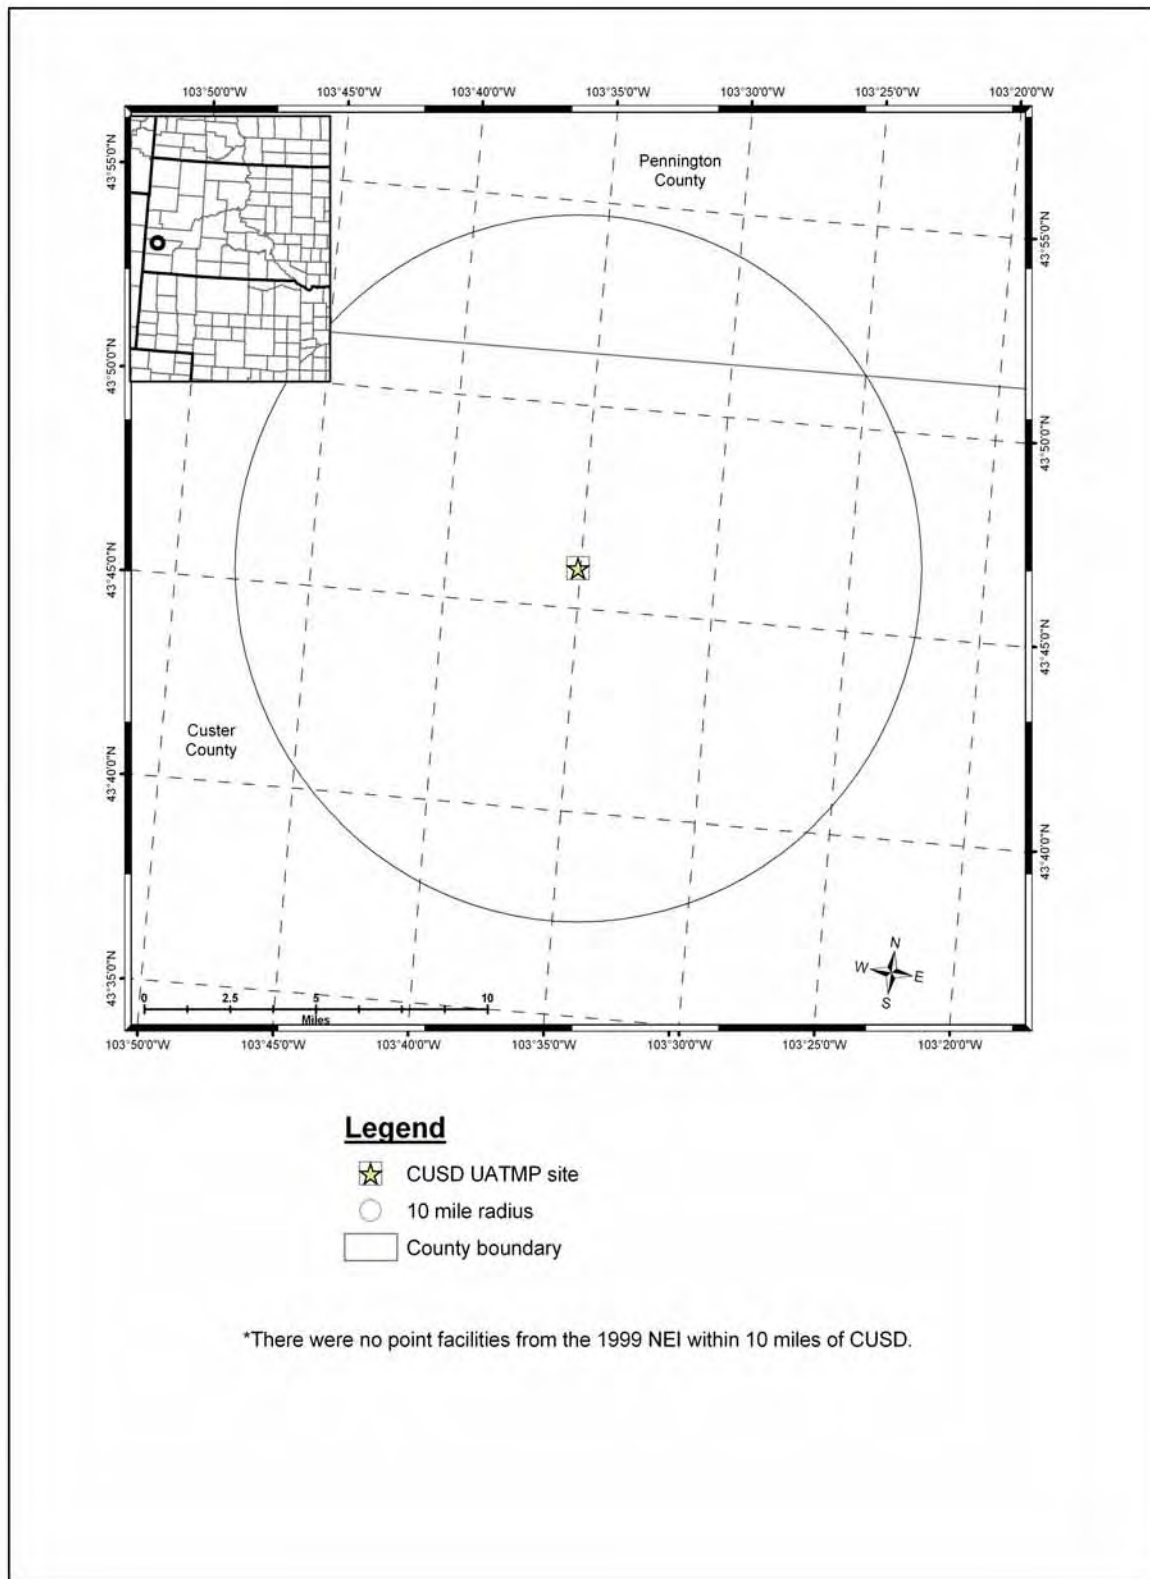 103°50'0"W 103°45'0"W 103°40'0"W 103°35'0"W 103°30'0"W 103°25'0"W 103°20'0"W
43°55'0"N
43°50'0"N
43°45'0"N
43°40'0"N
43°35'0"N
Pennington
County
43°55'0"N
43°50'0"N
43°45'0"N
43°40'0"N
Custer
County
N
W E
S
0 2.5 5 10
Miles
103°50'0"W 103°45'0"W 103°40'0"W 103°35'0"W 103°30'0"W 103°25'0"W 103°20'0"W
Legend
CUSD UATMP site
10 mile radius
County boundary
*There were no point facilities from the 1999 NEI within 10 miles of CUSD.